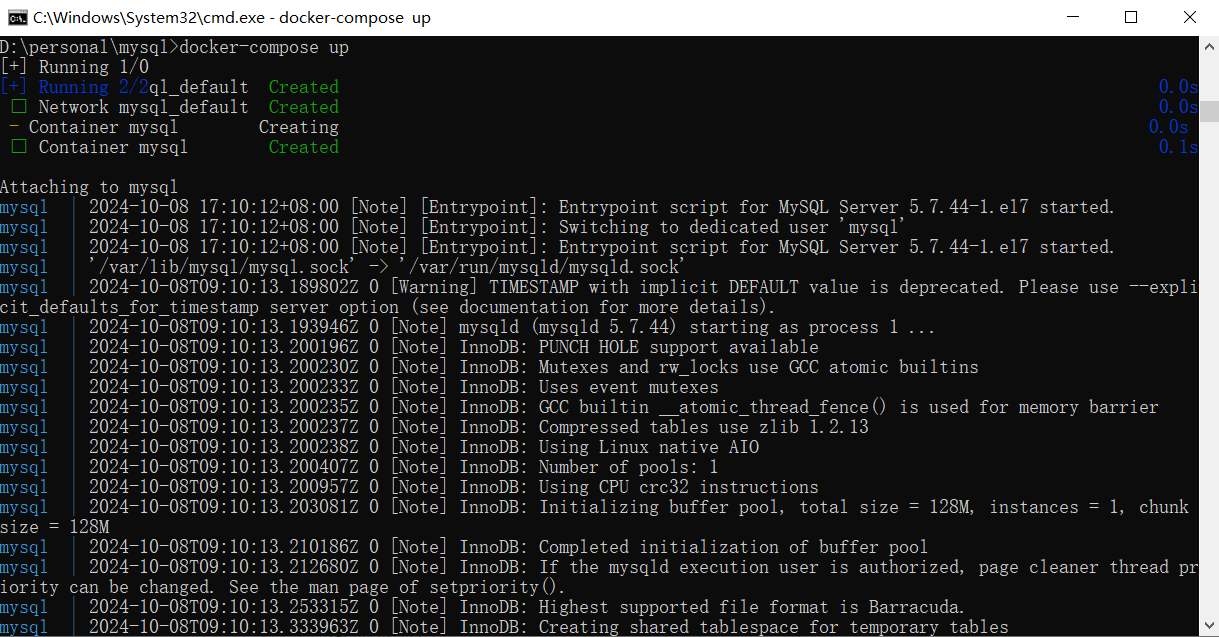 C:\Windows\System32\cmd.exe - docker-compose up
D:\personal\mysql>docker-compose up
[+] Running 1/0
[+] Running 2/2ql_default  Created 0.0s
□ Network mysql_default  Created 0.0s
- Container mysql        Creating 0.0s
□ Container mysql        Created 0.1s
Attaching to mysql
mysql  | 2024-10-08 17:10:12+08:00 [Note] [Entrypoint]: Entrypoint script for MySQL Server 5.7.44-1.el7 started.
mysql  | 2024-10-08 17:10:12+08:00 [Note] [Entrypoint]: Switching to dedicated user 'mysql'
mysql  | 2024-10-08 17:10:12+08:00 [Note] [Entrypoint]: Entrypoint script for MySQL Server 5.7.44-1.el7 started.
mysql  | '/var/lib/mysql/mysql.sock' -> '/var/run/mysqld/mysqld.sock'
mysql  | 2024-10-08T09:10:13.189802Z 0 [Warning] TIMESTAMP with implicit DEFAULT value is deprecated. Please use --expli
cit_defaults_for_timestamp server option (see documentation for more details).
mysql  | 2024-10-08T09:10:13.193946Z 0 [Note] mysqld (mysqld 5.7.44) starting as process 1 ...
mysql  | 2024-10-08T09:10:13.200196Z 0 [Note] InnoDB: PUNCH HOLE support available
mysql  | 2024-10-08T09:10:13.200230Z 0 [Note] InnoDB: Mutexes and rw_locks use GCC atomic builtins
mysql  | 2024-10-08T09:10:13.200233Z 0 [Note] InnoDB: Uses event mutexes
mysql  | 2024-10-08T09:10:13.200235Z 0 [Note] InnoDB: GCC builtin __atomic_thread_fence() is used for memory barrier
mysql  | 2024-10-08T09:10:13.200237Z 0 [Note] InnoDB: Compressed tables use zlib 1.2.13
mysql  | 2024-10-08T09:10:13.200238Z 0 [Note] InnoDB: Using Linux native AIO
mysql  | 2024-10-08T09:10:13.200407Z 0 [Note] InnoDB: Number of pools: 1
mysql  | 2024-10-08T09:10:13.200957Z 0 [Note] InnoDB: Using CPU crc32 instructions
mysql  | 2024-10-08T09:10:13.203081Z 0 [Note] InnoDB: Initializing buffer pool, total size = 128M, instances = 1, chunk
size = 128M
mysql  | 2024-10-08T09:10:13.210186Z 0 [Note] InnoDB: Completed initialization of buffer pool
mysql  | 2024-10-08T09:10:13.212680Z 0 [Note] InnoDB: If the mysqld execution user is authorized, page cleaner thread pr
iority can be changed. See the man page of setpriority().
mysql  | 2024-10-08T09:10:13.253315Z 0 [Note] InnoDB: Highest supported file format is Barracuda.
mysql  | 2024-10-08T09:10:13.333963Z 0 [Note] InnoDB: Creating shared tablespace for temporary tables